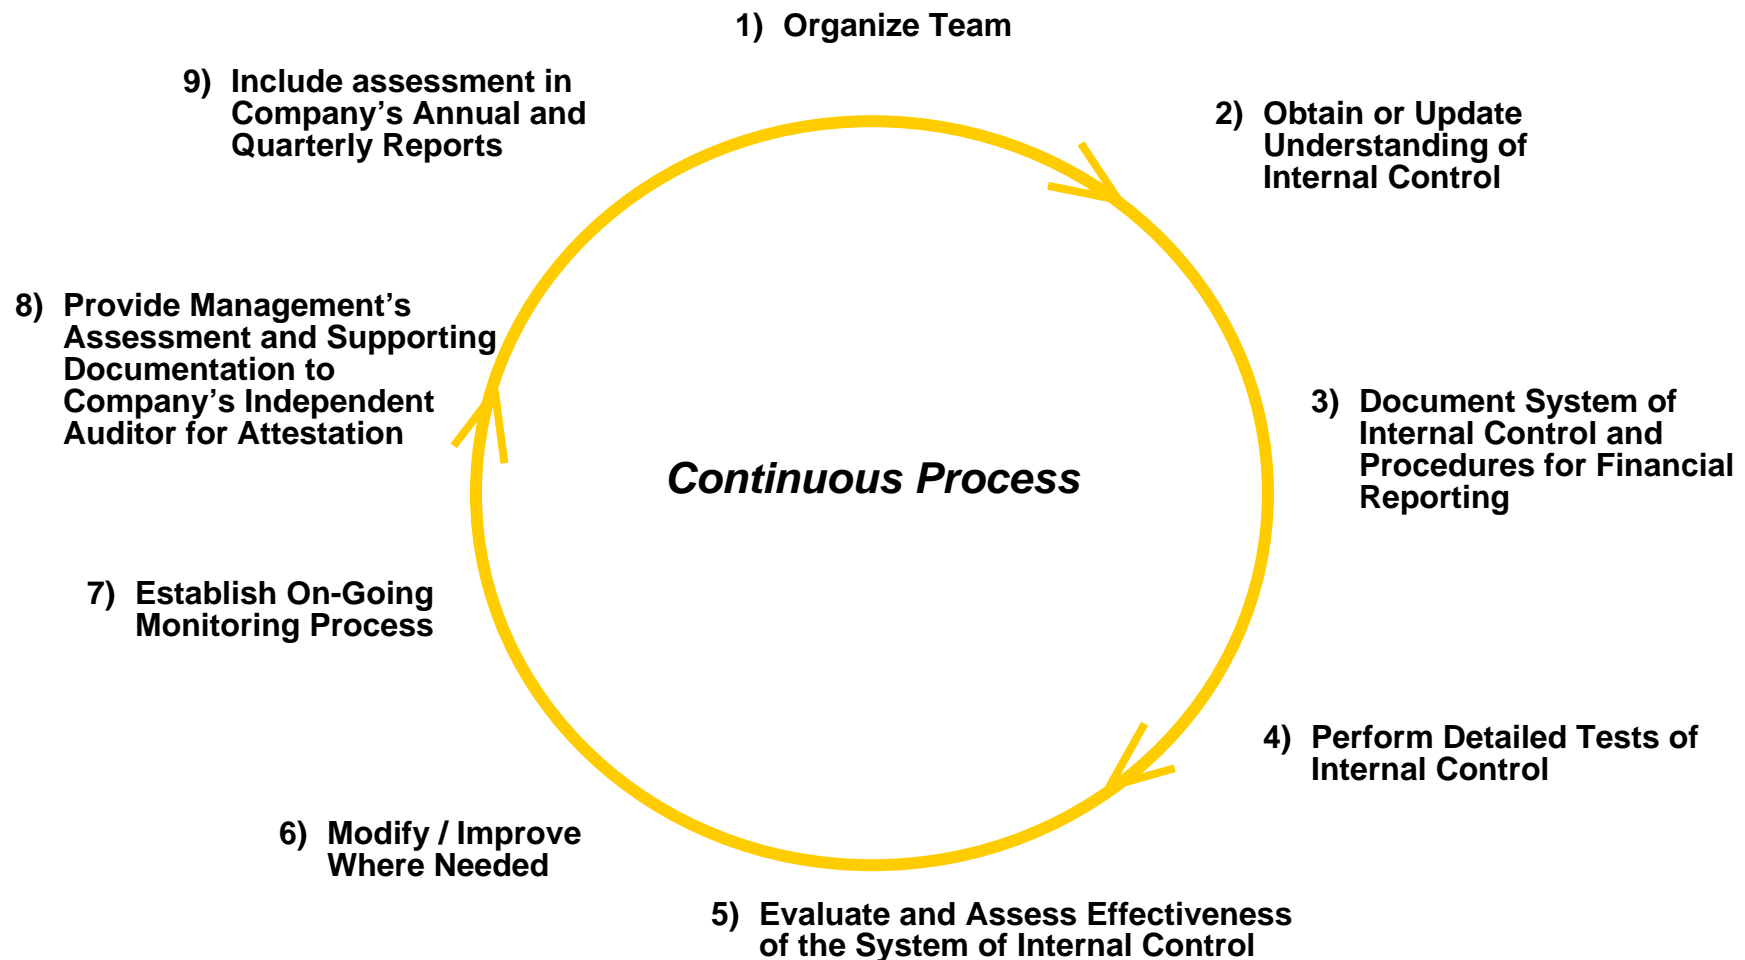 1) Organize Team
2) Obtain or Update
Understanding of
Internal Control
3) Document System of
Internal Control and
Procedures for Financial
Reporting
4) Perform Detailed Tests of
Internal Control
5) Evaluate and Assess Effectiveness
of the System of Internal Control
6) Modify / Improve
Where Needed
7) Establish On-Going
Monitoring Process
8) Provide Management’s
Assessment and Supporting
Documentation to
Company’s Independent
Auditor for Attestation
9) Include assessment in
Company’s Annual and
Quarterly Reports
Continuous Process